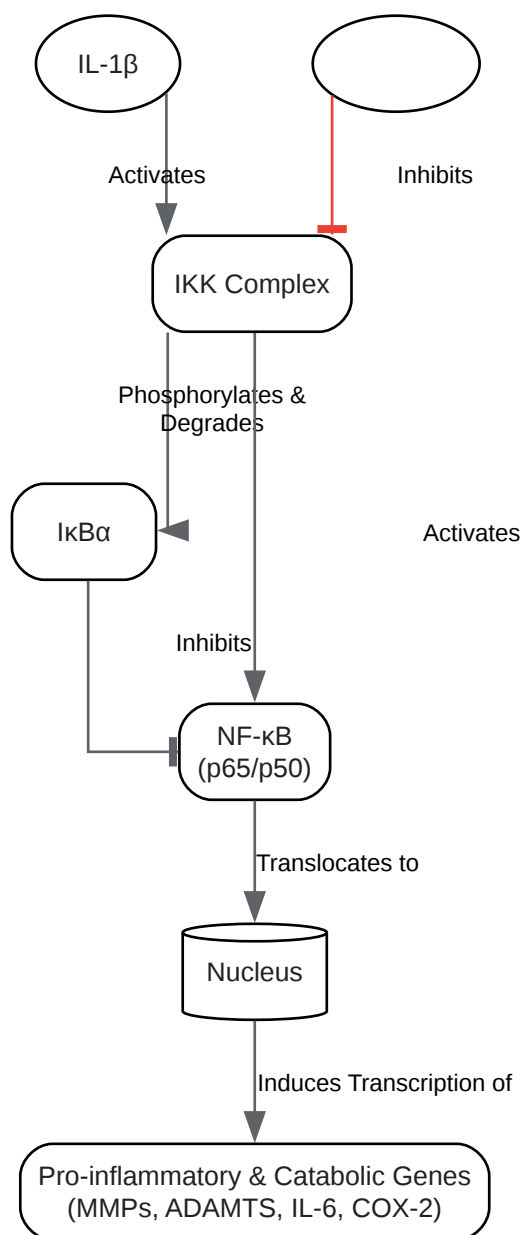 IL-1β
Activates
Inhibits
IKK Complex
Phosphorylates &
Degrades
IκBα
Activates
Inhibits
NF-κB
(p65/p50)
Translocates to
Nucleus
Induces Transcription of
Pro-inflammatory & Catabolic Genes
(MMPs, ADAMTS, IL-6, COX-2)